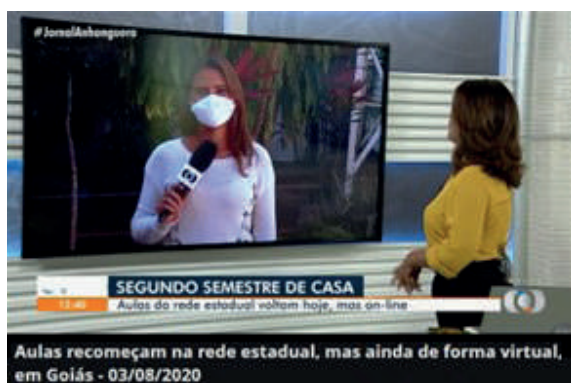 #JornalAnhanguera
SEGUNDO SEMESTRE DE CASA
12:40
Aulas da rede estadual voltam hoje, mas on-line
Aulas recomeçam na rede estadual, mas ainda de forma virtual,
em Goiás - 03/08/2020